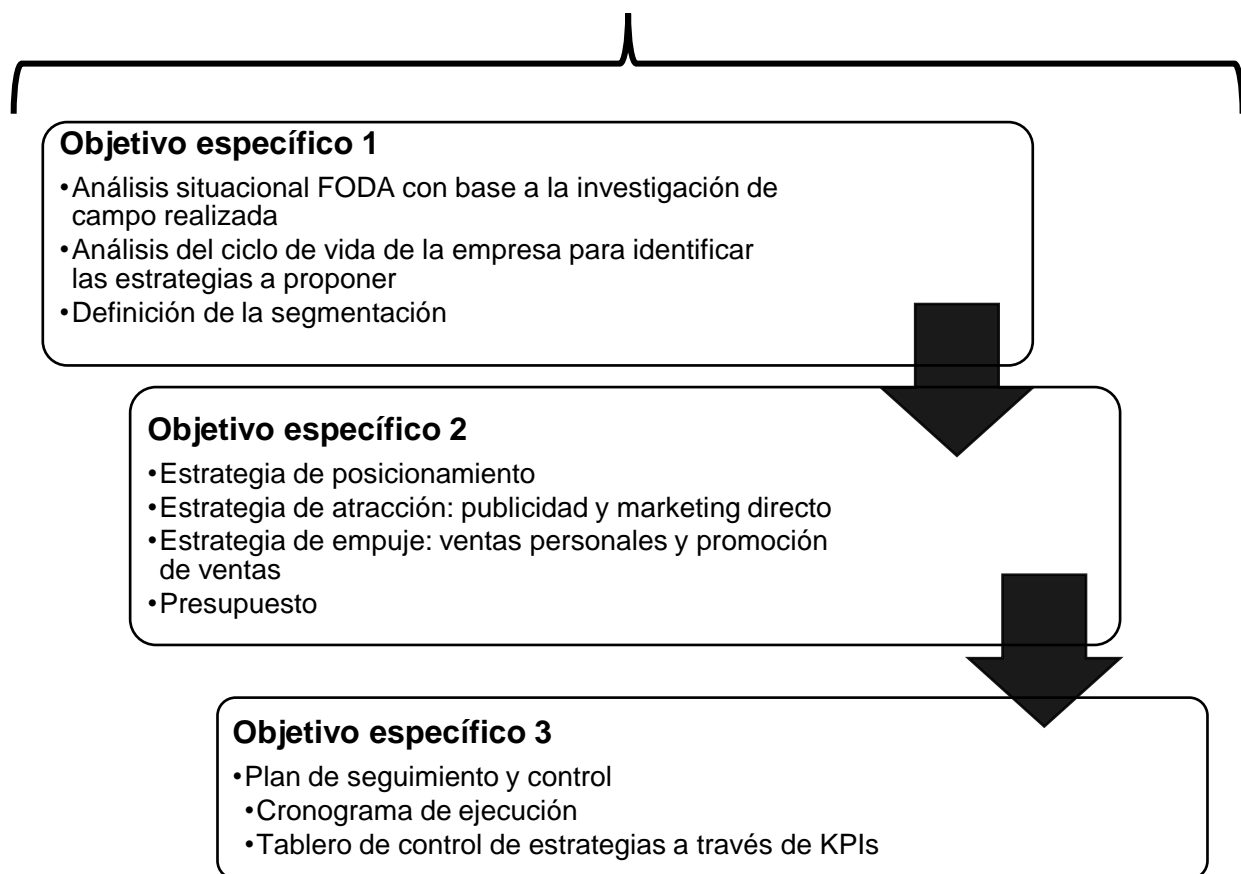 Objetivo específico 1
•Análisis situacional FODA con base a la investigación de
campo realizada
•Análisis del ciclo de vida de la empresa para identificar
las estrategias a proponer
•Definición de la segmentación
Objetivo específico 2
•Estrategia de posicionamiento
•Estrategia de atracción: publicidad y marketing directo
•Estrategia de empuje: ventas personales y promoción
de ventas
•Presupuesto
Objetivo específico 3
•Plan de seguimiento y control
•Cronograma de ejecución
•Tablero de control de estrategias a través de KPIs